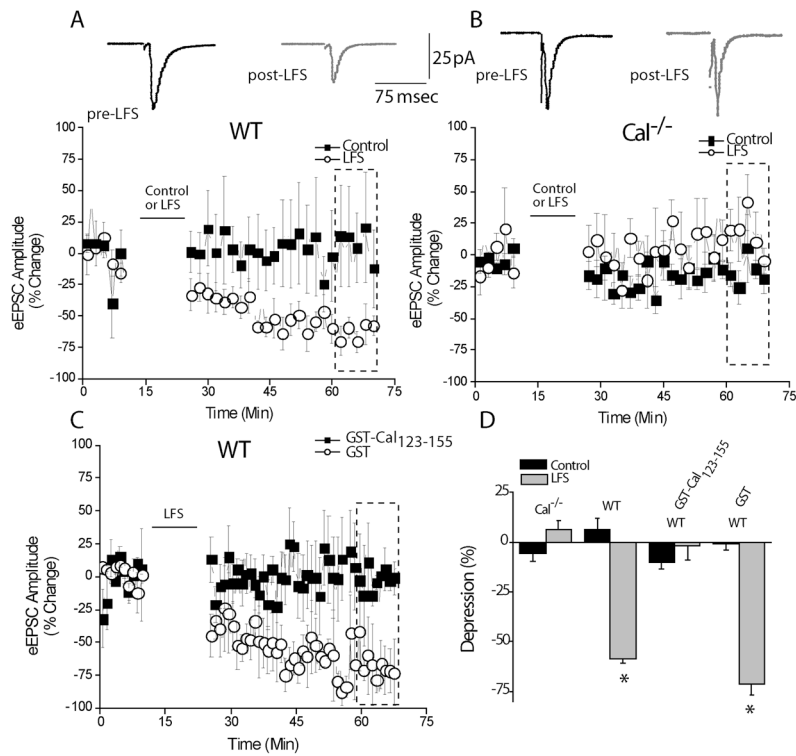 A
pre-LFS
post-LFS
25pA
75 msec
WT
Control
LFS
Control
or LFS
eEPSC Amplitude
(% Change)
100
75
50
25
0
-25
-50
-75
-100
0
15
30
45
60
75
Time (Min)
B
pre-LFS
post-LFS
Cal-/-
Control
LFS
Control
or LFS
eEPSC Amplitude
(% Change)
100
75
50
25
0
-25
-50
-75
-100
0
15
30
45
60
75
Time (Min)
C
WT
GST-Cal123-155
GST
LFS
eEPSC Amplitude
(% Change)
100
75
50
25
0
-25
-50
-75
-100
0
15
30
45
60
75
Time (Min)
D
Control
LFS
Cal-/-
WT
GST-Cal123-155
WT
GST
WT
Depression (%)
25
0
-25
-50
-75
*
*